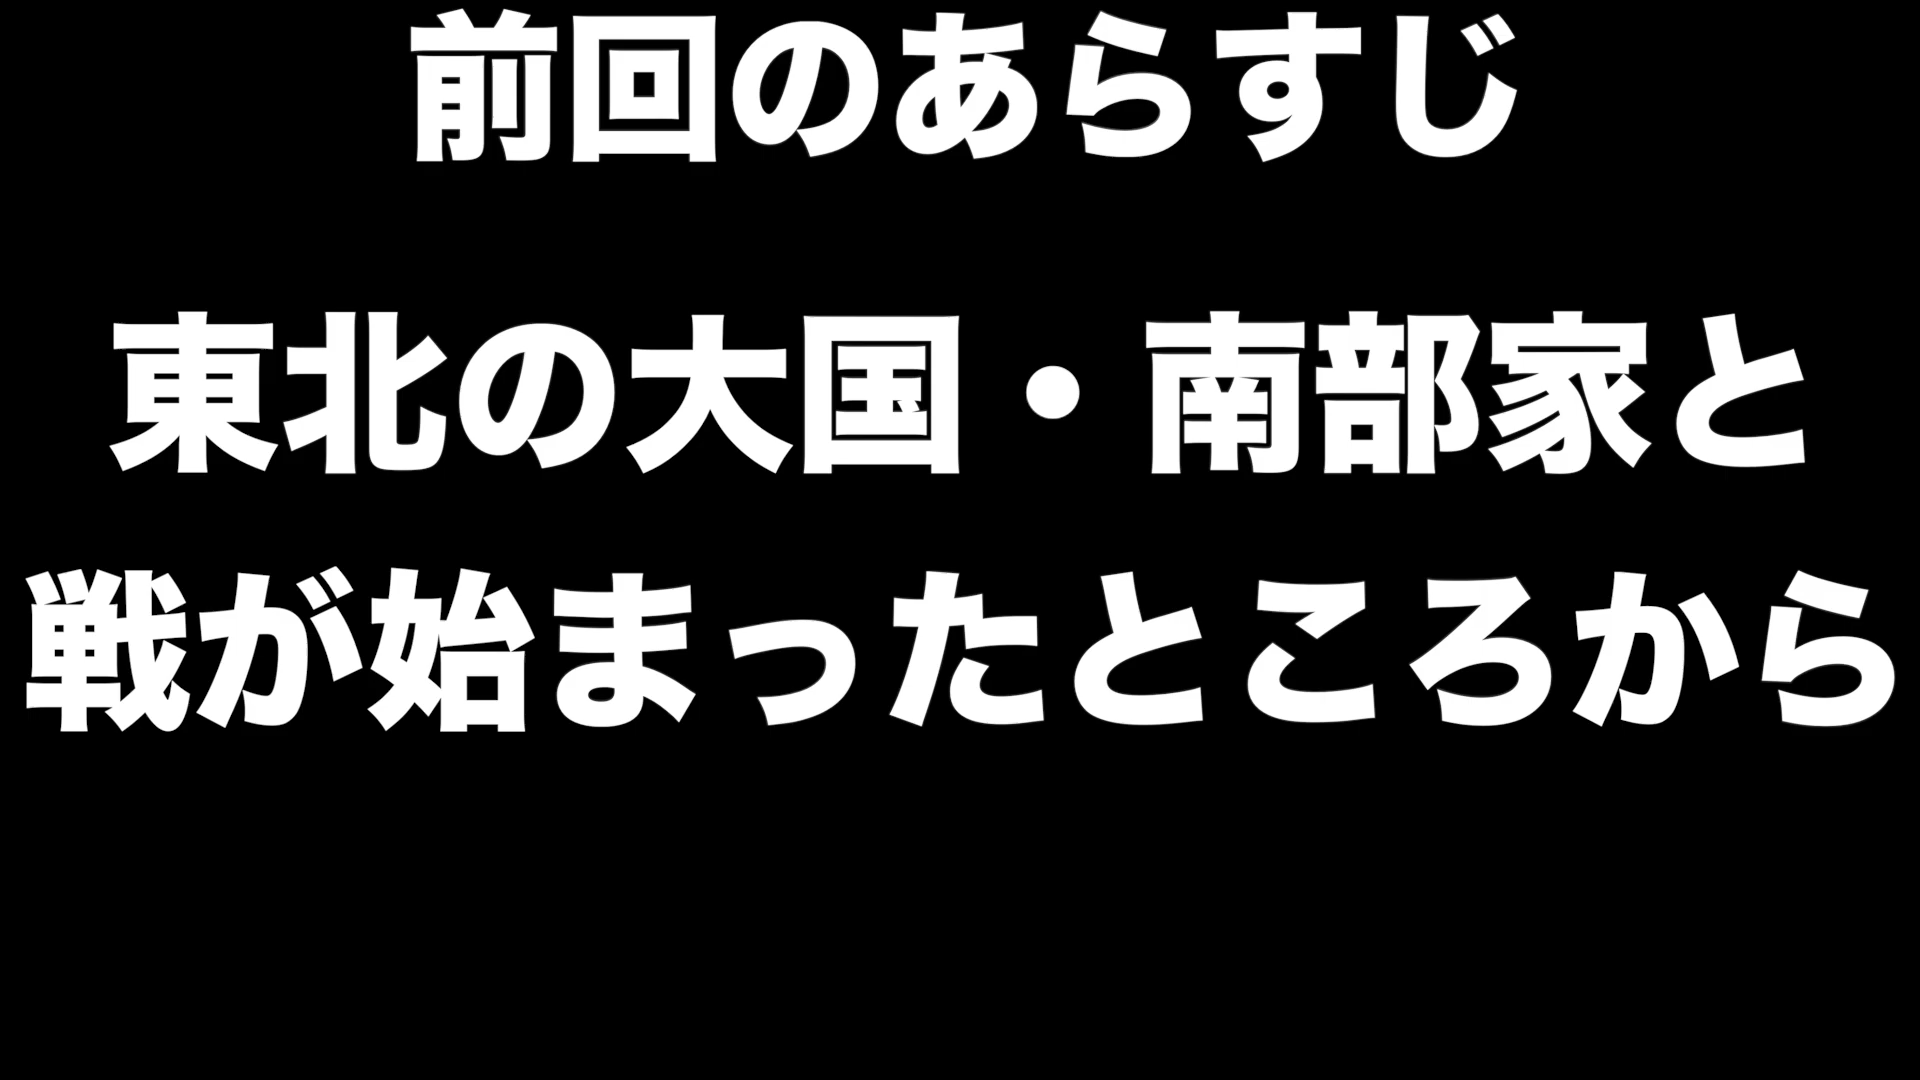 前回のあらすじ
東北の大国・南部家と
戦が始まったところから